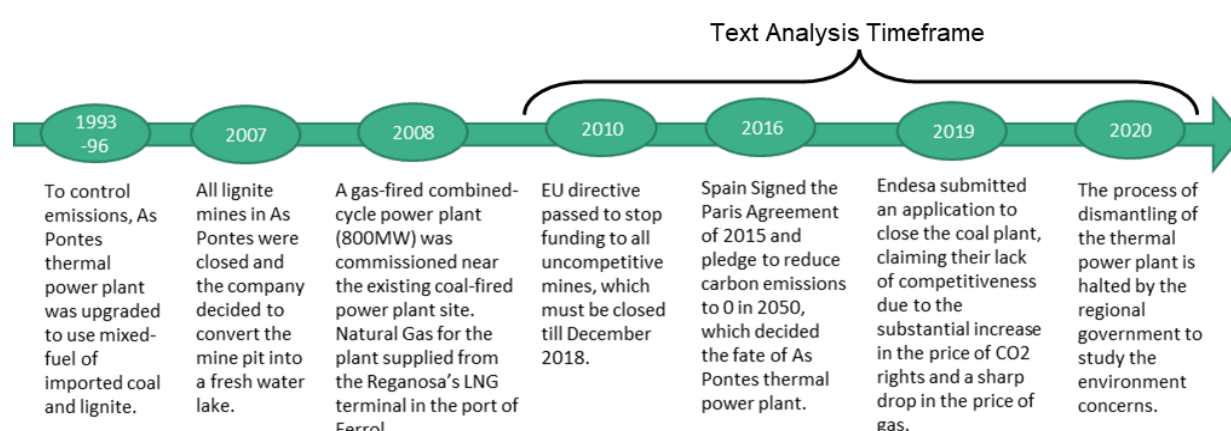 Text Analysis Timeframe
1993
-96
2007
2008
2010
2016
2019
2020
To control
emissions, As
Pontes
thermal
power plant
was upgraded
to use mixed-
fuel of
imported coal
and lignite.
All lignite
mines in As
Pontes were
closed and
the company
decided to
convert the
mine pit into
a fresh water
lake.
A gas-fired combined-
cycle power plant
(800MW) was
commissioned near
the existing coal-fired
power plant site.
Natural Gas for the
plant supplied from
the Reganosa's LNG
terminal in the port of
Ferrol.
EU directive
passed to stop
funding to all
uncompetitive
mines, which
must be closed
till December
2018.
Spain Signed the
Paris Agreement
of 2015 and
pledge to reduce
carbon emissions
to 0 in 2050,
which decided
the fate of As
Pontes thermal
power plant.
Endesa submitted
an application to
close the coal plant,
claiming their lack
of competitiveness
due to the
substantial increase
in the price of CO2
rights and a sharp
drop in the price of
gas.
The process of
dismantling of
the thermal
power plant is
halted by the
regional
government to
study the
environment
concerns.